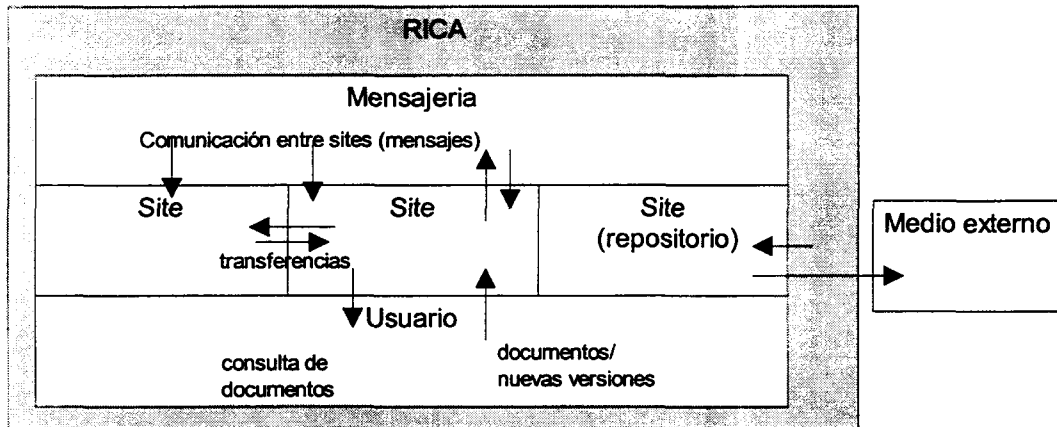 RICA
Mensajeria
Comunicación entre sites (mensajes)
Site
Site
Site
(repositorio)
Medio externo
transferencias
Usuario
consulta de
documentos
documentos/
nuevas versiones